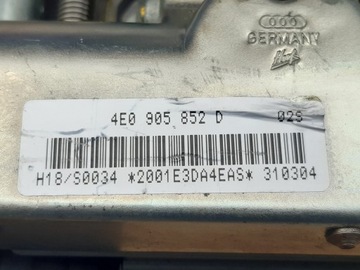 GERMANY
4E0 905 852 D 02S
H18/S0034 *2001E3DA4EAS* 310304